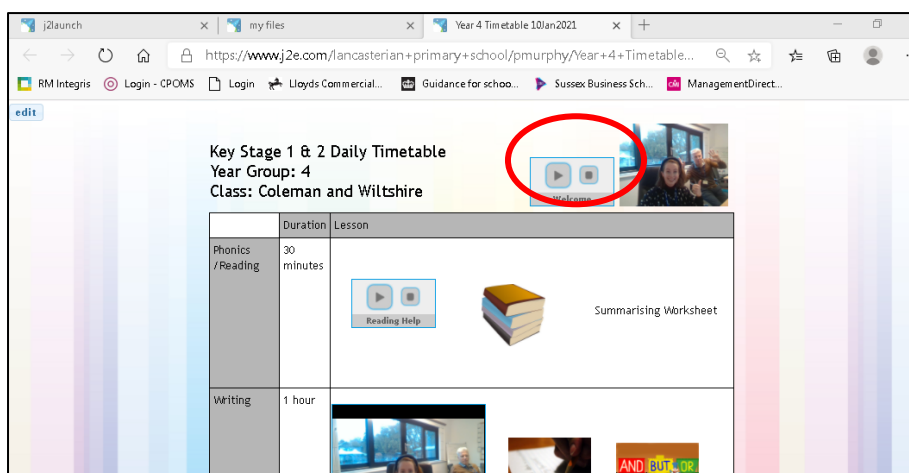 j2launch
my files
Year 4 Timetable 10Jan2021
https://www.j2e.com/lancasterian+primary+school/pmurphy/Year+4+Timetable...
RM Integris
Login - CPOMS
Login
Lloyds Commercial...
Guidance for schoo...
Sussex Business Sch...
CM
ManagementDirect...
edit
Key Stage 1 & 2 Daily Timetable
Year Group: 4
Class: Coleman and Wiltshire
Welcome
Duration
Lesson
Phonics
/Reading
30
minutes
Reading Help
Summarising Worksheet
Writing
1 hour
AND BUT OR